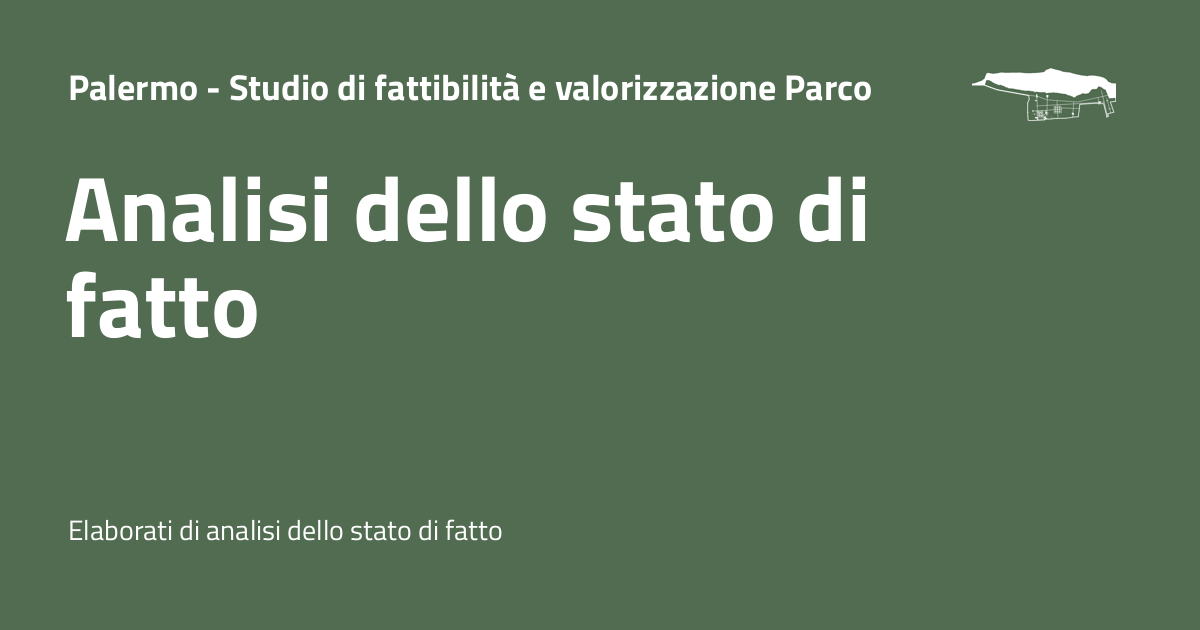 Palermo - Studio di fattibilità e valorizzazione Parco
Analisi dello stato di
fatto
Elaborati di analisi dello stato di fatto